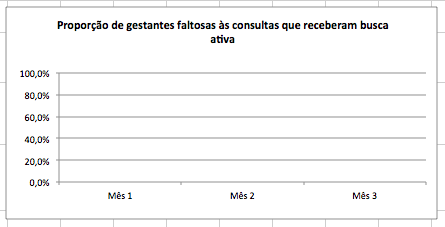 Proporção de gestantes faltosas às consultas que receberam busca
ativa
100,0%
80,0%
60,0%
40,0%
20,0%
0,0%
Mês 1 Mês 2 Mês 3